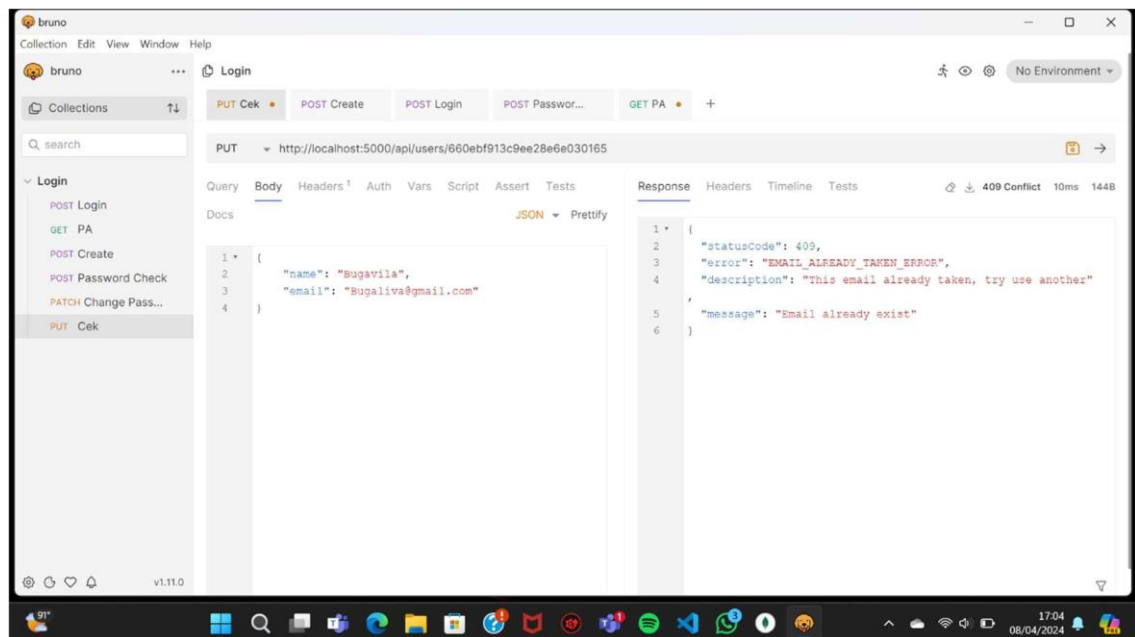 bruno
Collection Edit View Window Help
bruno ... Login No Environment
Collections PUT Cek POST Create POST Login POST Passwor... GET PA +
search PUT http://localhost:5000/api/users/660ebf913c9ee28e6e030165
Login Query Body Headers 1 Auth Vars Script Assert Tests Response Headers Timeline Tests 409 Conflict 10ms 144B
POST Login Docs JSON Prettify
GET PA
POST Create
POST Password Check
PATCH Change Pass...
PUT Cek
1 {
2 "name": "Bugavila",
3 "email": "Bugaliva@gmail.com"
4 }
1 {
2 "statusCode": 409,
3 "error": "EMAIL_ALREADY_TAKEN_ERROR",
4 "description": "This email already taken, try use another"
,
5 "message": "Email already exist"
6 }
v1.11.0
91° 17:04
08/04/2024